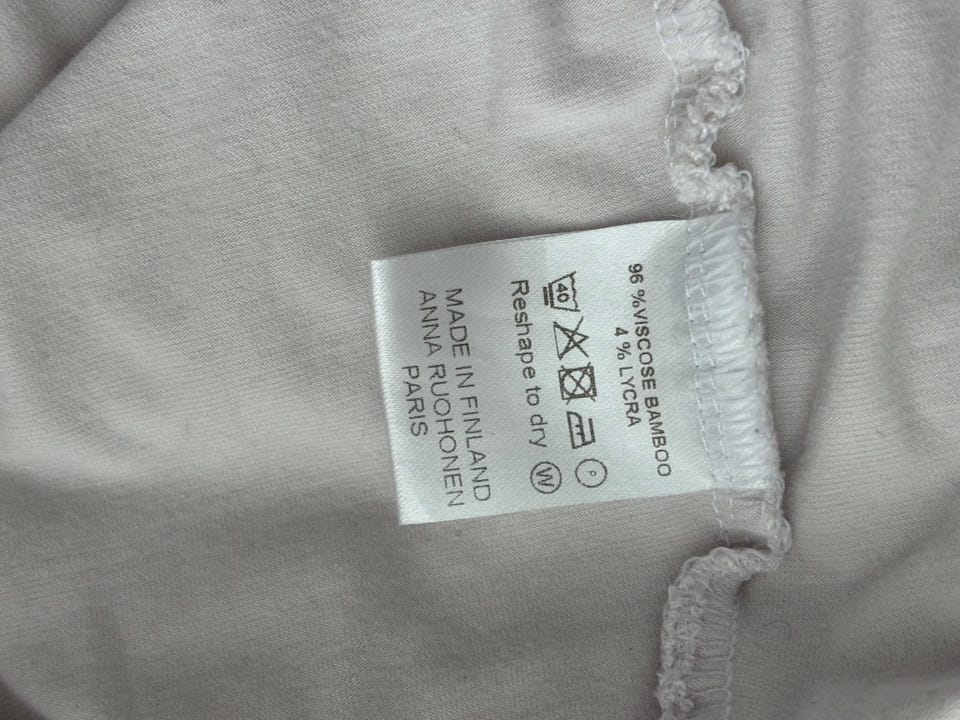 96 %VISCOSE BAMBOO
4 % LYCRA
40 P
Reshape to dry W
MADE IN FINLAND
ANNA RUOHONEN
PARIS